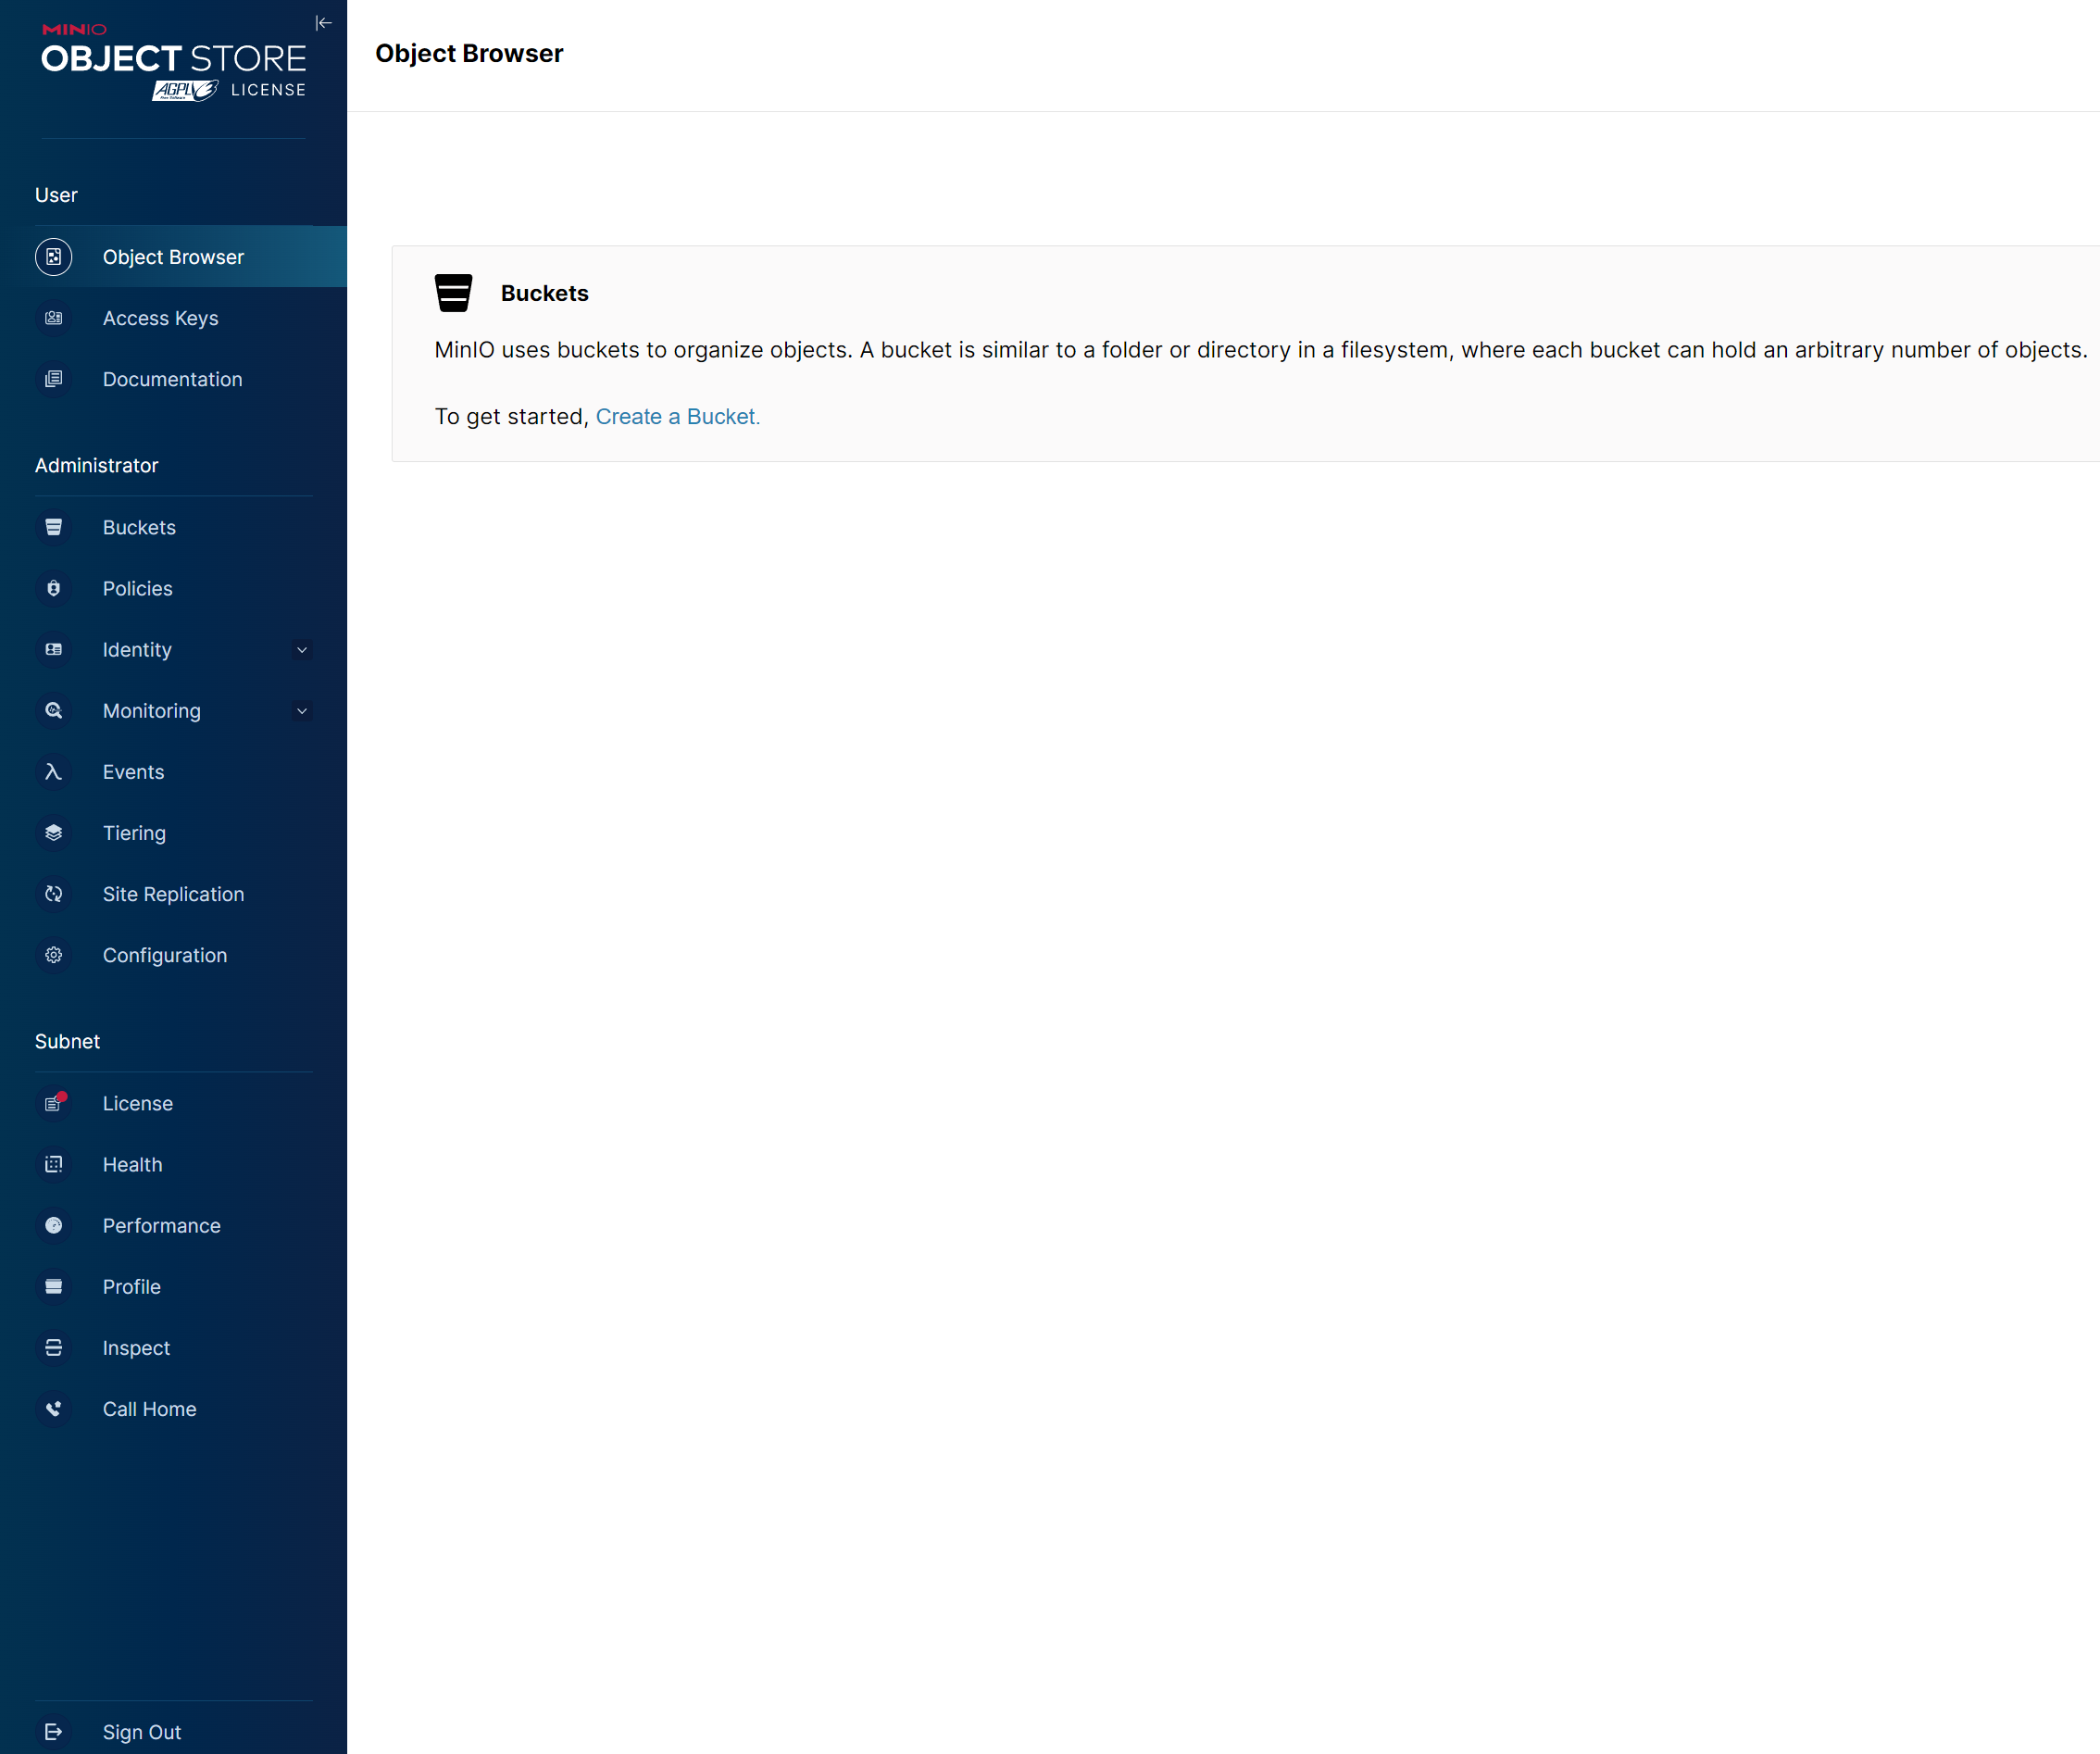 MINIO
OBJECT STORE
AGPLv3 LICENSE
Free Software
User
Object Browser
Access Keys
Documentation
Administrator
Buckets
Policies
Identity
Monitoring
Events
Tiering
Site Replication
Configuration
Subnet
License
Health
Performance
Profile
Inspect
Call Home
Sign Out
Object Browser
Buckets
MinIO uses buckets to organize objects. A bucket is similar to a folder or directory in a filesystem, where each bucket can hold an arbitrary number of objects.
To get started, Create a Bucket.